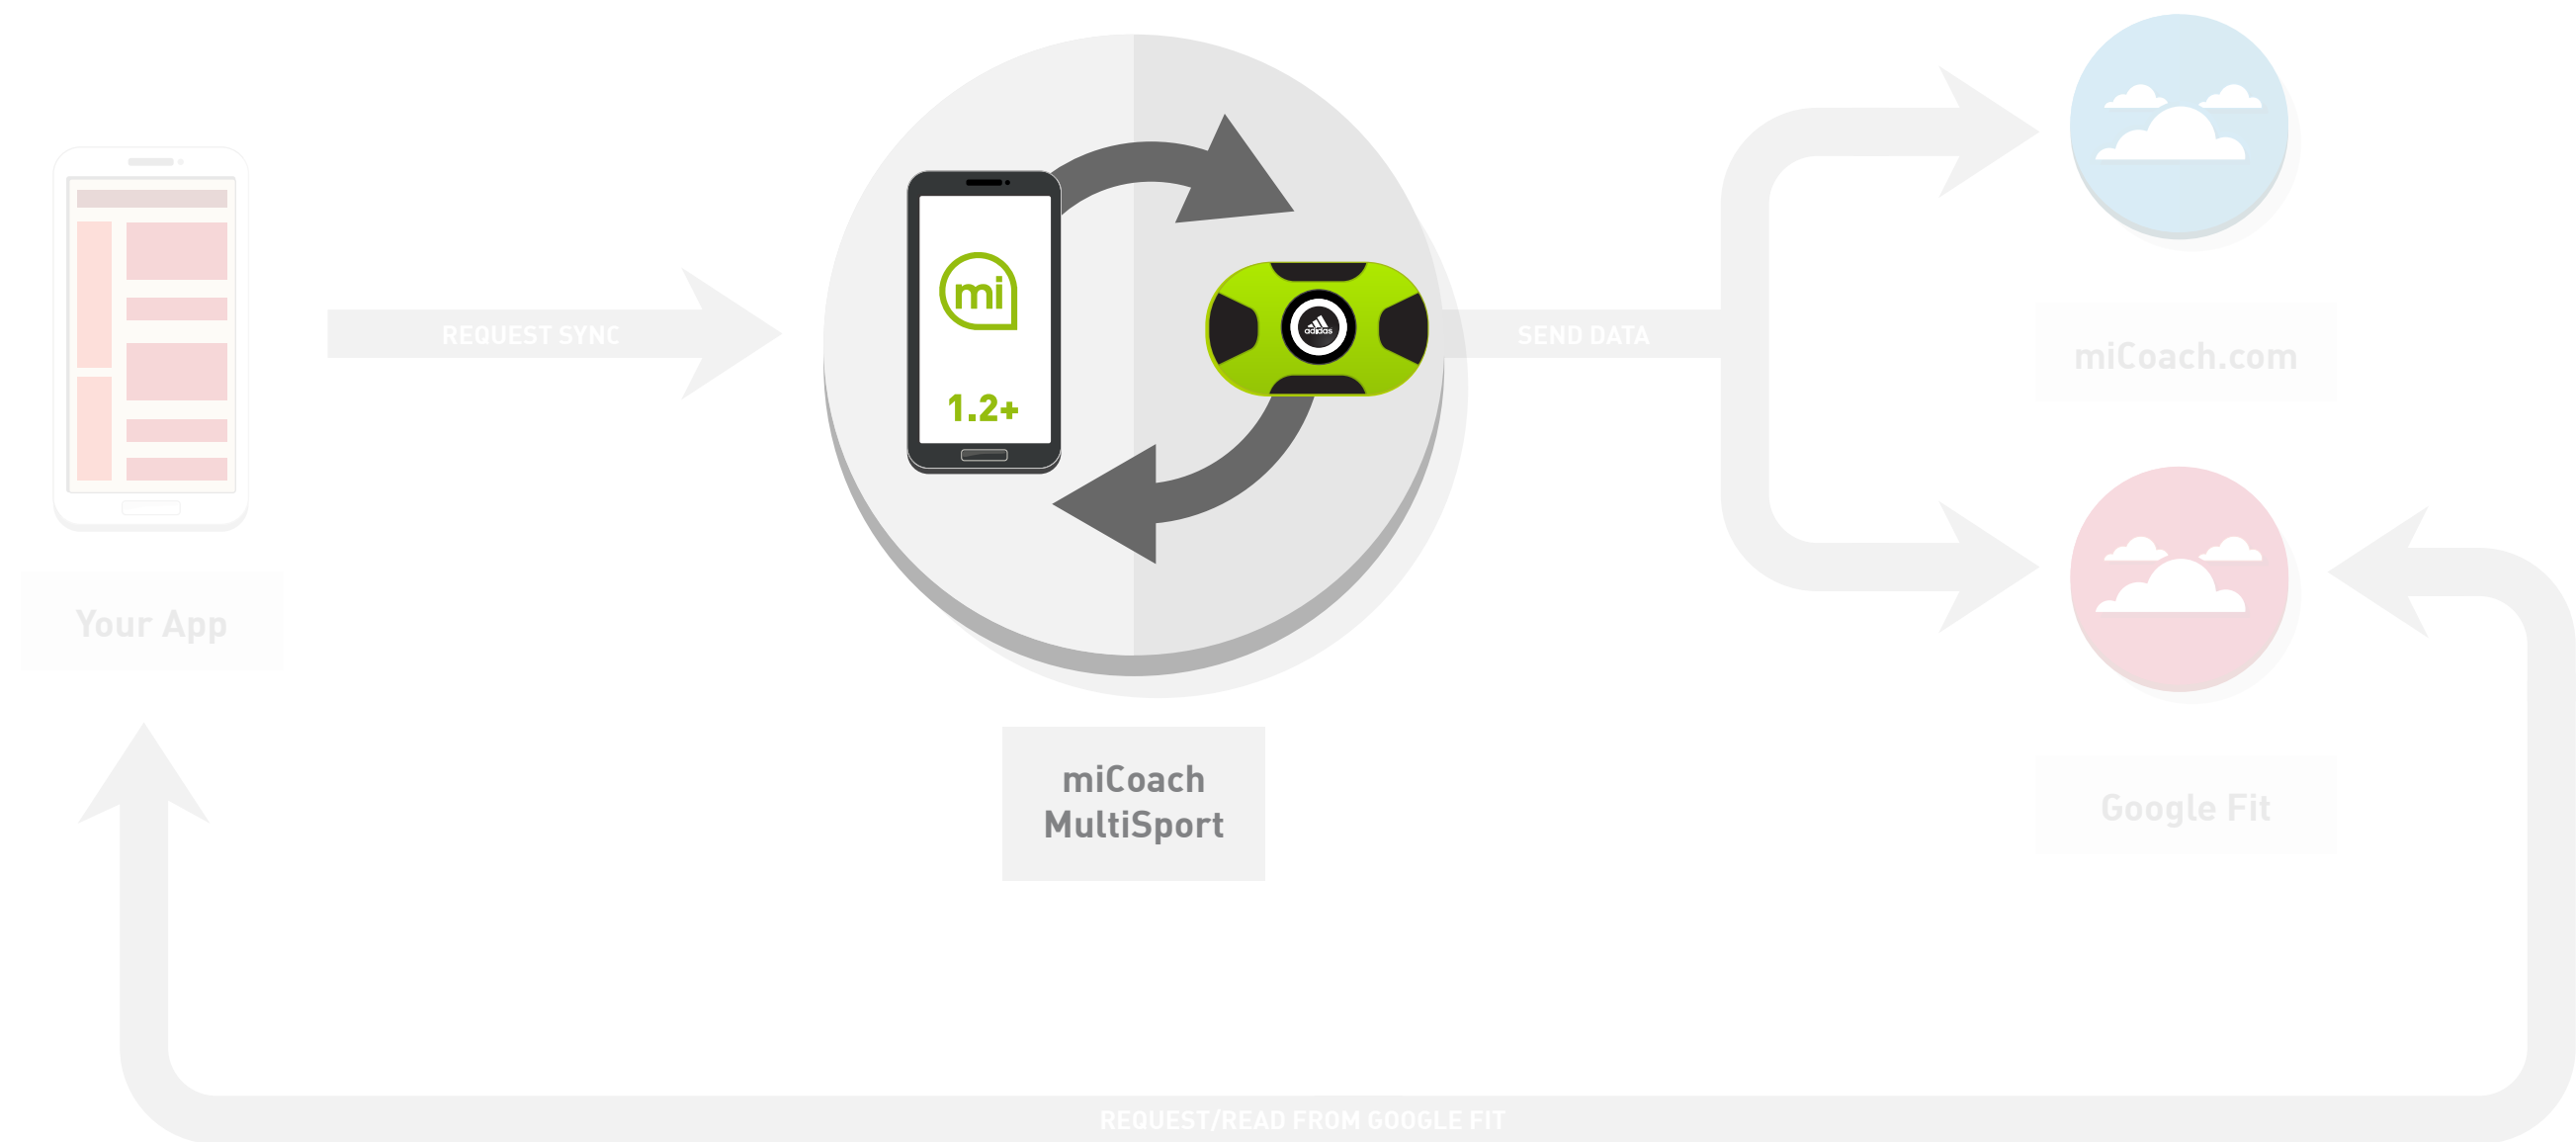 REQUEST SYNC
mi
1.2+
adidas
SEND DATA
miCoach.com
Your App
miCoach
MultiSport
Google Fit
REQUEST/READ FROM GOOGLE FIT